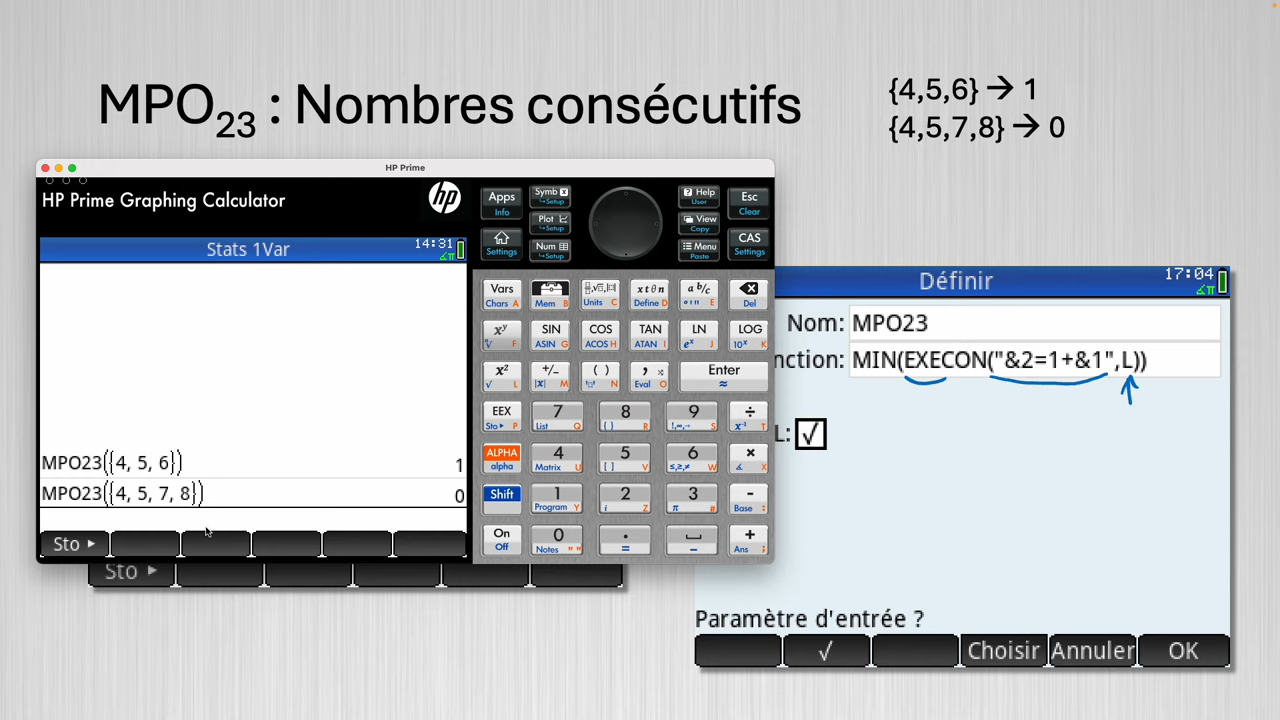 MPO23 : Nombres consécutifs
{4,5,6} → 1
{4,5,7,8} → 0
HP Prime
HP Prime Graphing Calculator
hp
Stats 1Var
14:31
MPO23({4, 5, 6})
1
MPO23({4, 5, 7, 8})
0
Sto ▶
Sto ▶
Apps
Info
Symb
↪Setup
Plot
↪Setup
Num
↪Setup
Settings
Help
User
View
Copy
Menu
Paste
Esc
Clear
CAS
Settings
Vars
Chars A
Mem B
Units C
x t θ n
Define D
a b/c
E
Del
x^y
F
SIN
ASIN G
COS
ACOS H
TAN
ATAN I
LN
e^x J
LOG
10^x K
x²
√ L
+/-
|x| M
( )
N
,
Eval O
Enter
≈
EEX
Sto ▸ P
7
List Q
8
{ } R
9
!,∞,→ S
÷
x⁻¹ T
ALPHA
alpha
4
Matrix U
5
[ ] V
6
≤,≥,≠ W
×
∡ X
Shift
1
Program Y
2
i Z
3
π #
-
Base :
On
Off
0
Notes " "
.
=
_
+
Ans ;
Définir
17:04
Nom: MPO23
nction: MIN(EXECON("&2=1+&1",L))
L: √
Paramètre d'entrée ?
√
Choisir
Annuler
OK